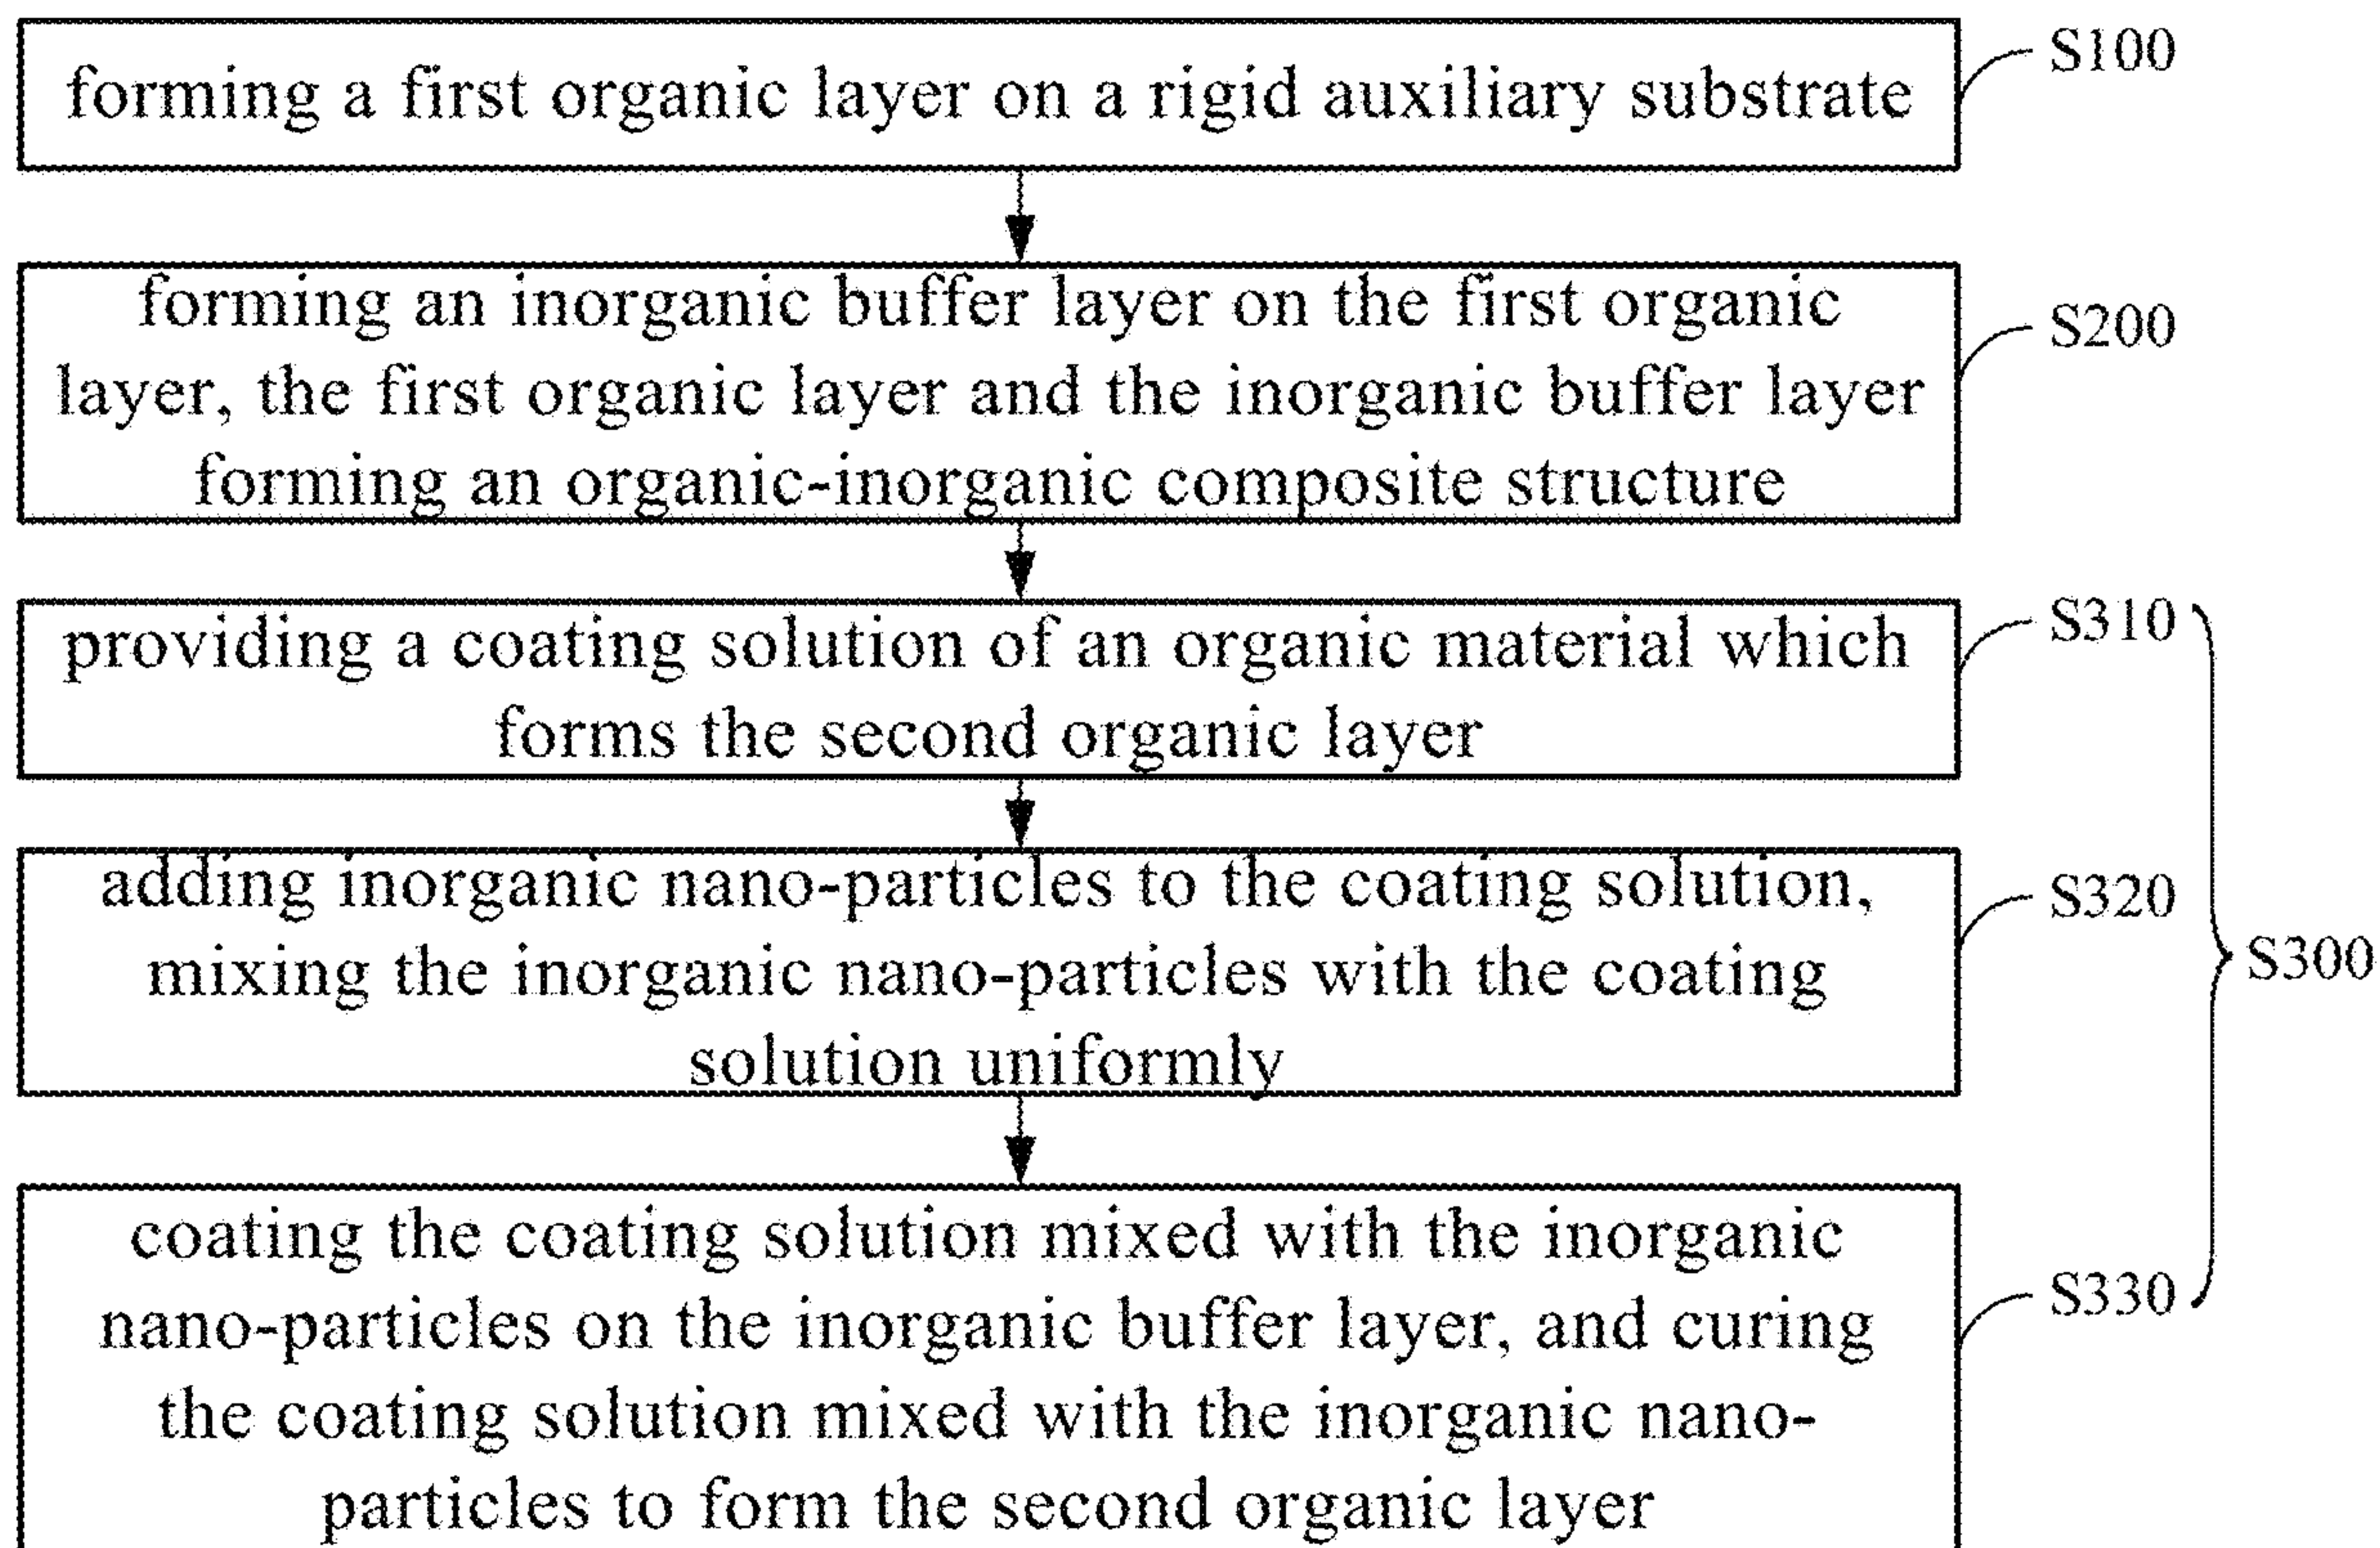 forming a first organic layer on a rigid auxiliary substrate
S100
forming an inorganic buffer layer on the first organic
layer, the first organic layer and the inorganic buffer layer
forming an organic-inorganic composite structure
S200
providing a coating solution of an organic material which
forms the second organic layer
S310
adding inorganic nano-particles to the coating solution,
mixing the inorganic nano-particles with the coating
solution uniformly
S320
S300
coating the coating solution mixed with the inorganic
nano-particles on the inorganic buffer layer, and curing
the coating solution mixed with the inorganic nano-
particles to form the second organic layer
S330